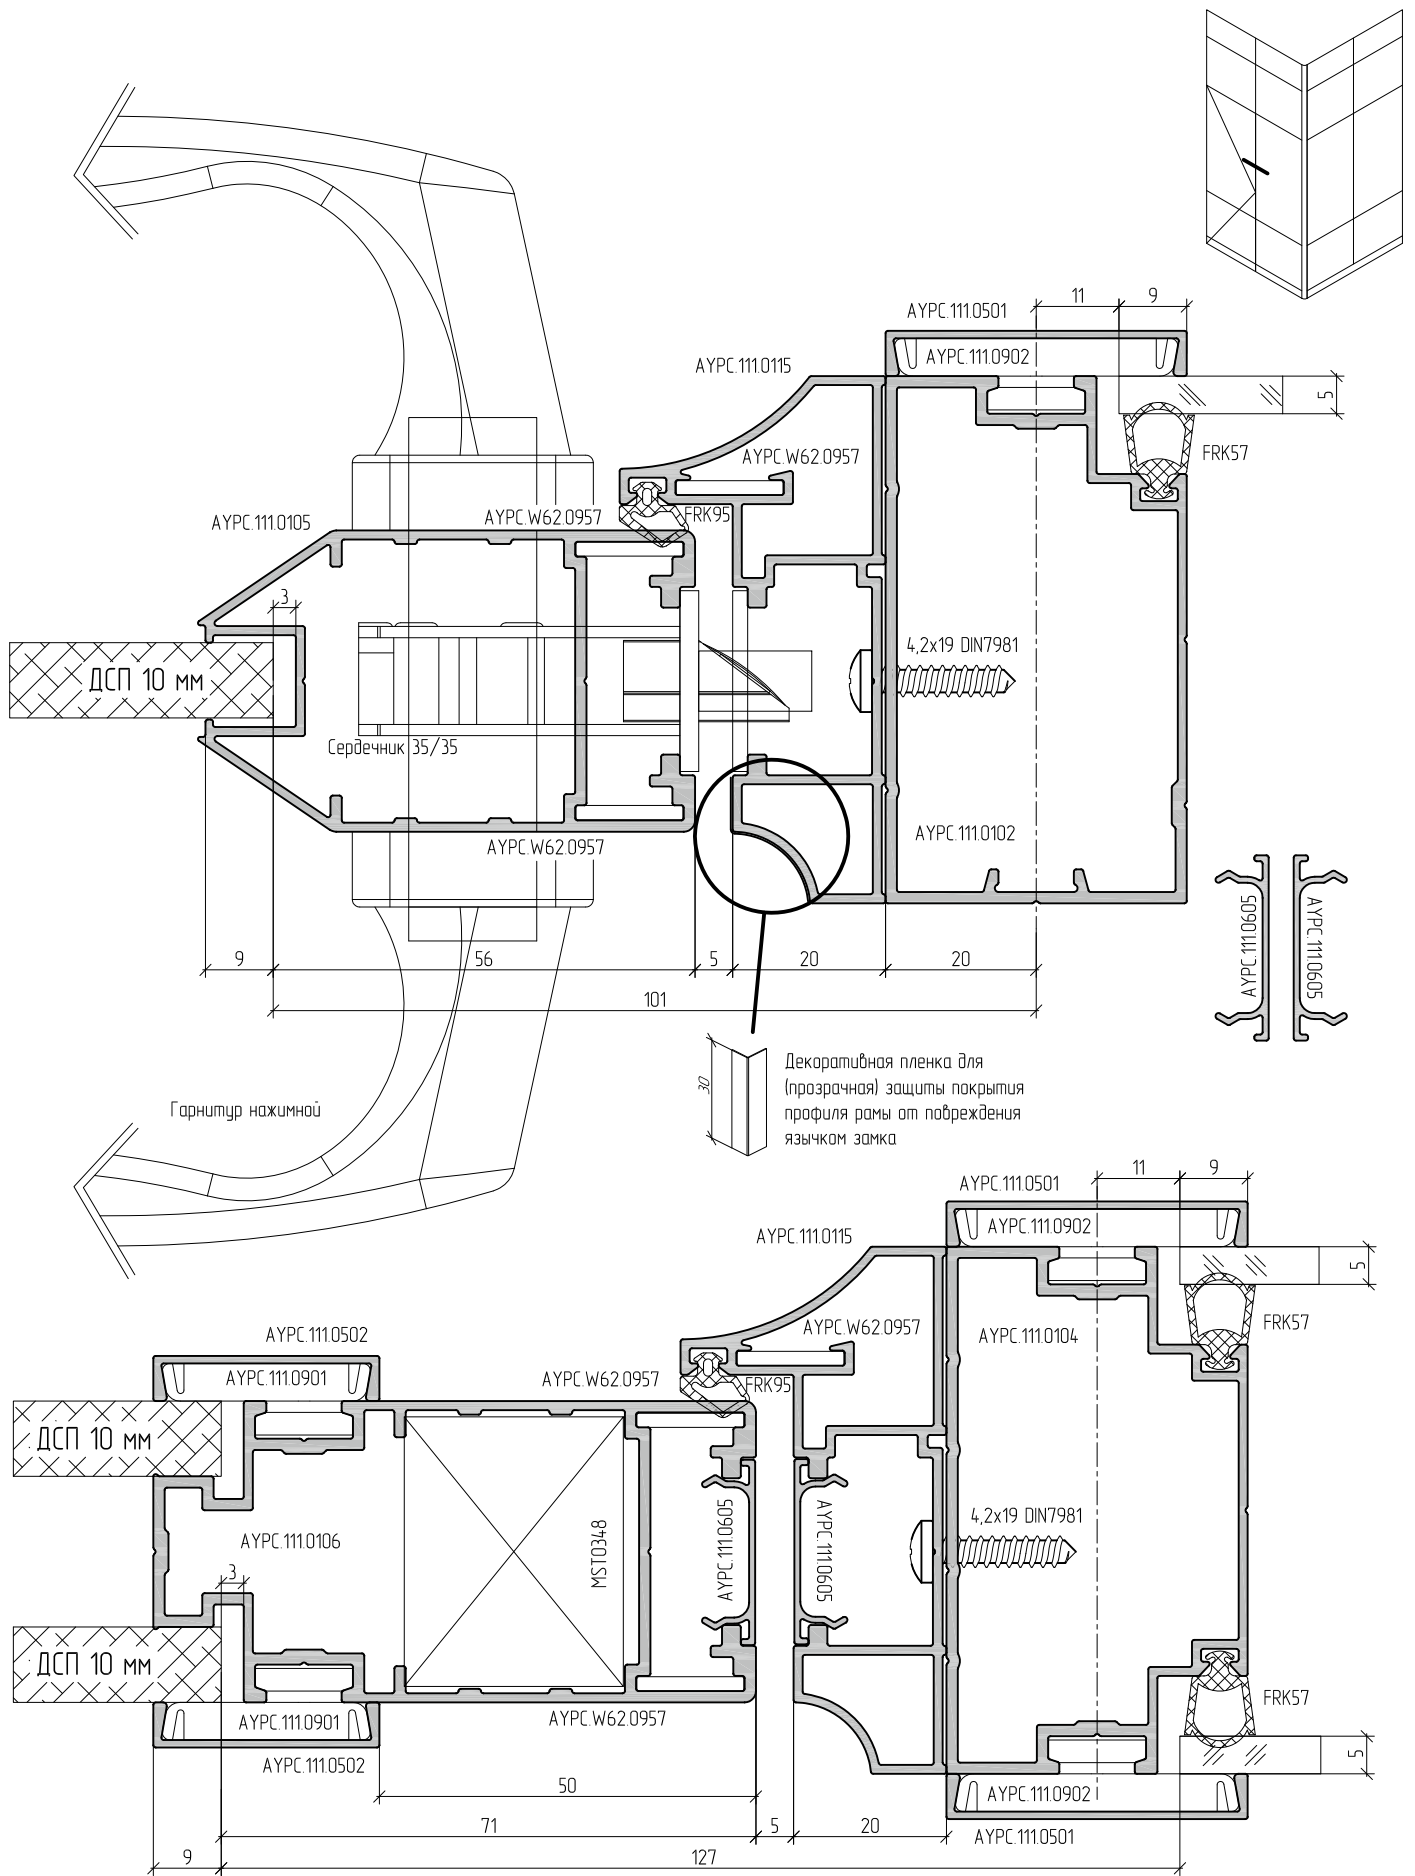 11
9
AYPC.111.0501
AYPC.111.0902
AYPC.111.0115
5
AYPC.W62.0957
FRK57
AYPC.111.0105
AYPC.W62.0957
FRK95
3
4,2x19 DIN7981
ДСП 10 мм
Сердечник 35/35
AYPC.111.0102
AYPC.W62.0957
AYPC.111.0605
AYPC.111.0605
9
56
5
20
20
101
30
Декоративная пленка для
(прозрачная) защиты покрытия
профиля рамы от повреждения
язычком замка
Гарнитур нажимной
11
9
AYPC.111.0501
AYPC.111.0902
AYPC.111.0115
5
AYPC.W62.0957
AYPC.111.0104
FRK57
AYPC.111.0502
AYPC.111.0901
AYPC.W62.0957
FRK95
ДСП 10 мм
AYPC.111.0106
MST0348
AYPC.111.0605
AYPC.111.0605
4,2x19 DIN7981
3
ДСП 10 мм
FRK57
AYPC.111.0901
AYPC.W62.0957
5
AYPC.111.0502
50
AYPC.111.0902
71
5
20
AYPC.111.0501
9
127